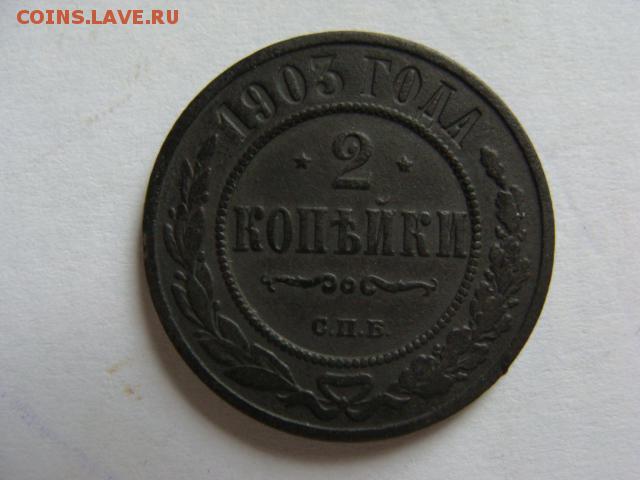 COINS.LAVE.RU
1903 ГОДА
2
КОПѢЙКИ
С.П.Б.